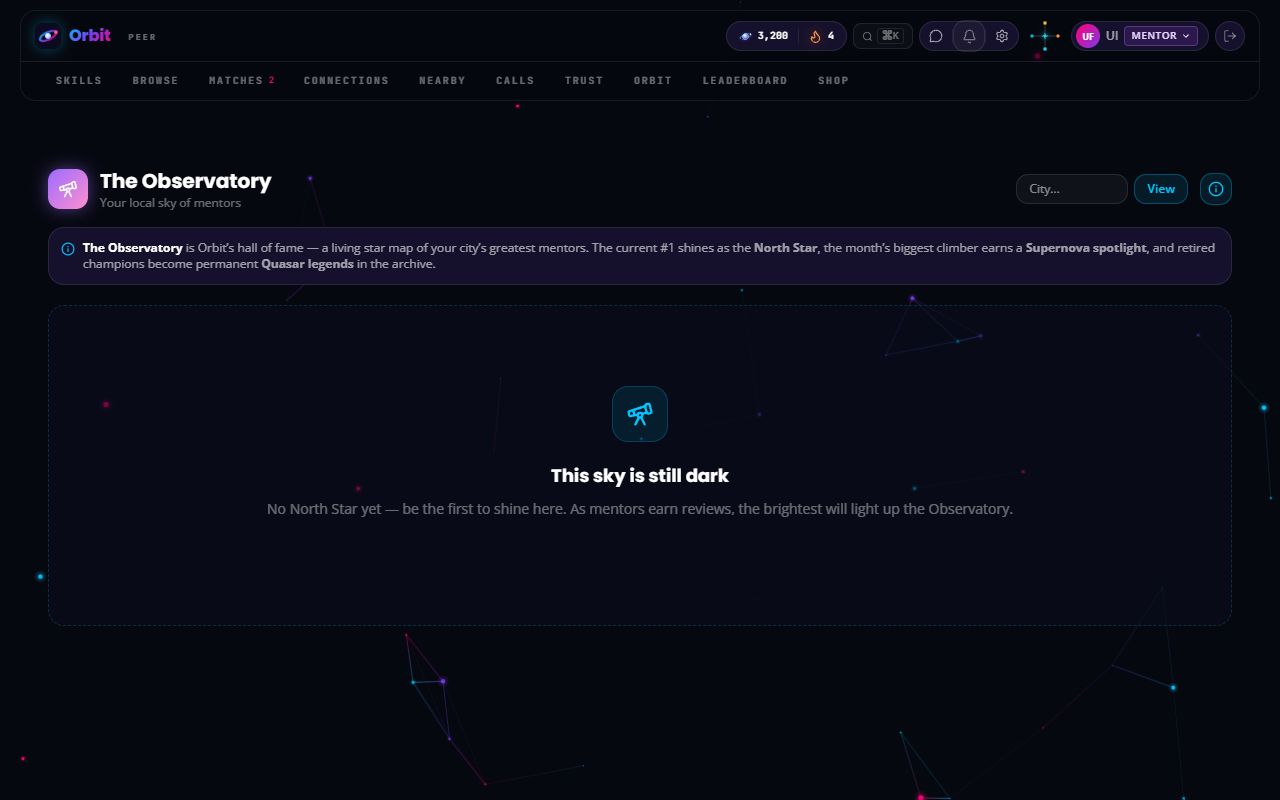 Orbit PEER
3,200 4 ⌘K UF UI MENTOR
SKILLS BROWSE MATCHES 2 CONNECTIONS NEARBY CALLS TRUST ORBIT LEADERBOARD SHOP
The Observatory
Your local sky of mentors
City... View
The Observatory is Orbit's hall of fame — a living star map of your city's greatest mentors. The current #1 shines as the North Star, the month's biggest climber earns a Supernova spotlight, and retired
champions become permanent Quasar legends in the archive.
This sky is still dark
No North Star yet — be the first to shine here. As mentors earn reviews, the brightest will light up the Observatory.